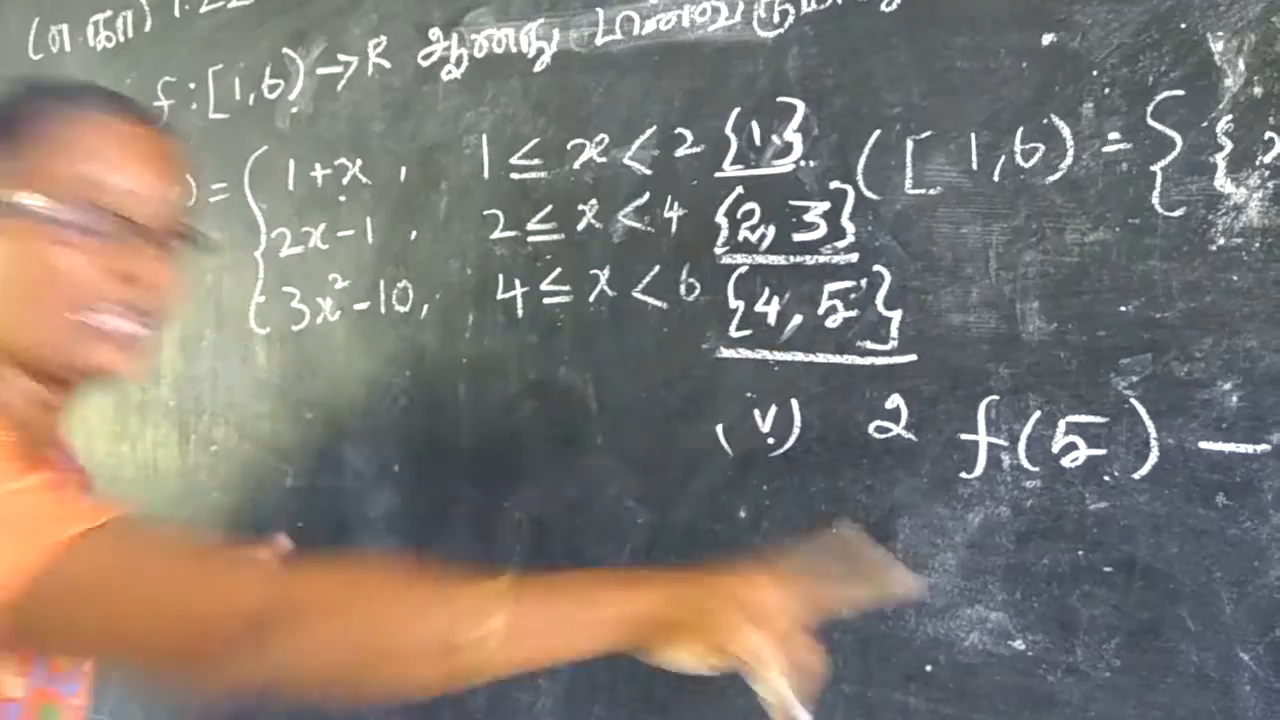 (எ.கா) 1.22
f : [1,6) → R ஆனது
) = { 1+x , 1 ≤ x < 2 {1} ([1,6) = { {x
2x-1 , 2 ≤ x < 4 {2, 3}
3x²-10, 4 ≤ x < 6 {4, 5}
(v) 2 f(5) -